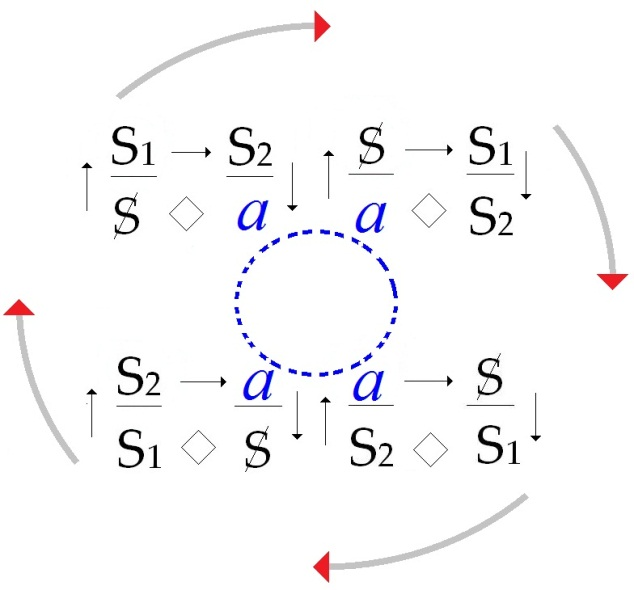 S1 → S2 ↑ $ → S1
↑ $ ◇ a ↓ a ◇ S2 ↓
S2 → a a → $
↑ S1 ◇ $ ↓ ↑ S2 ◇ S1 ↓